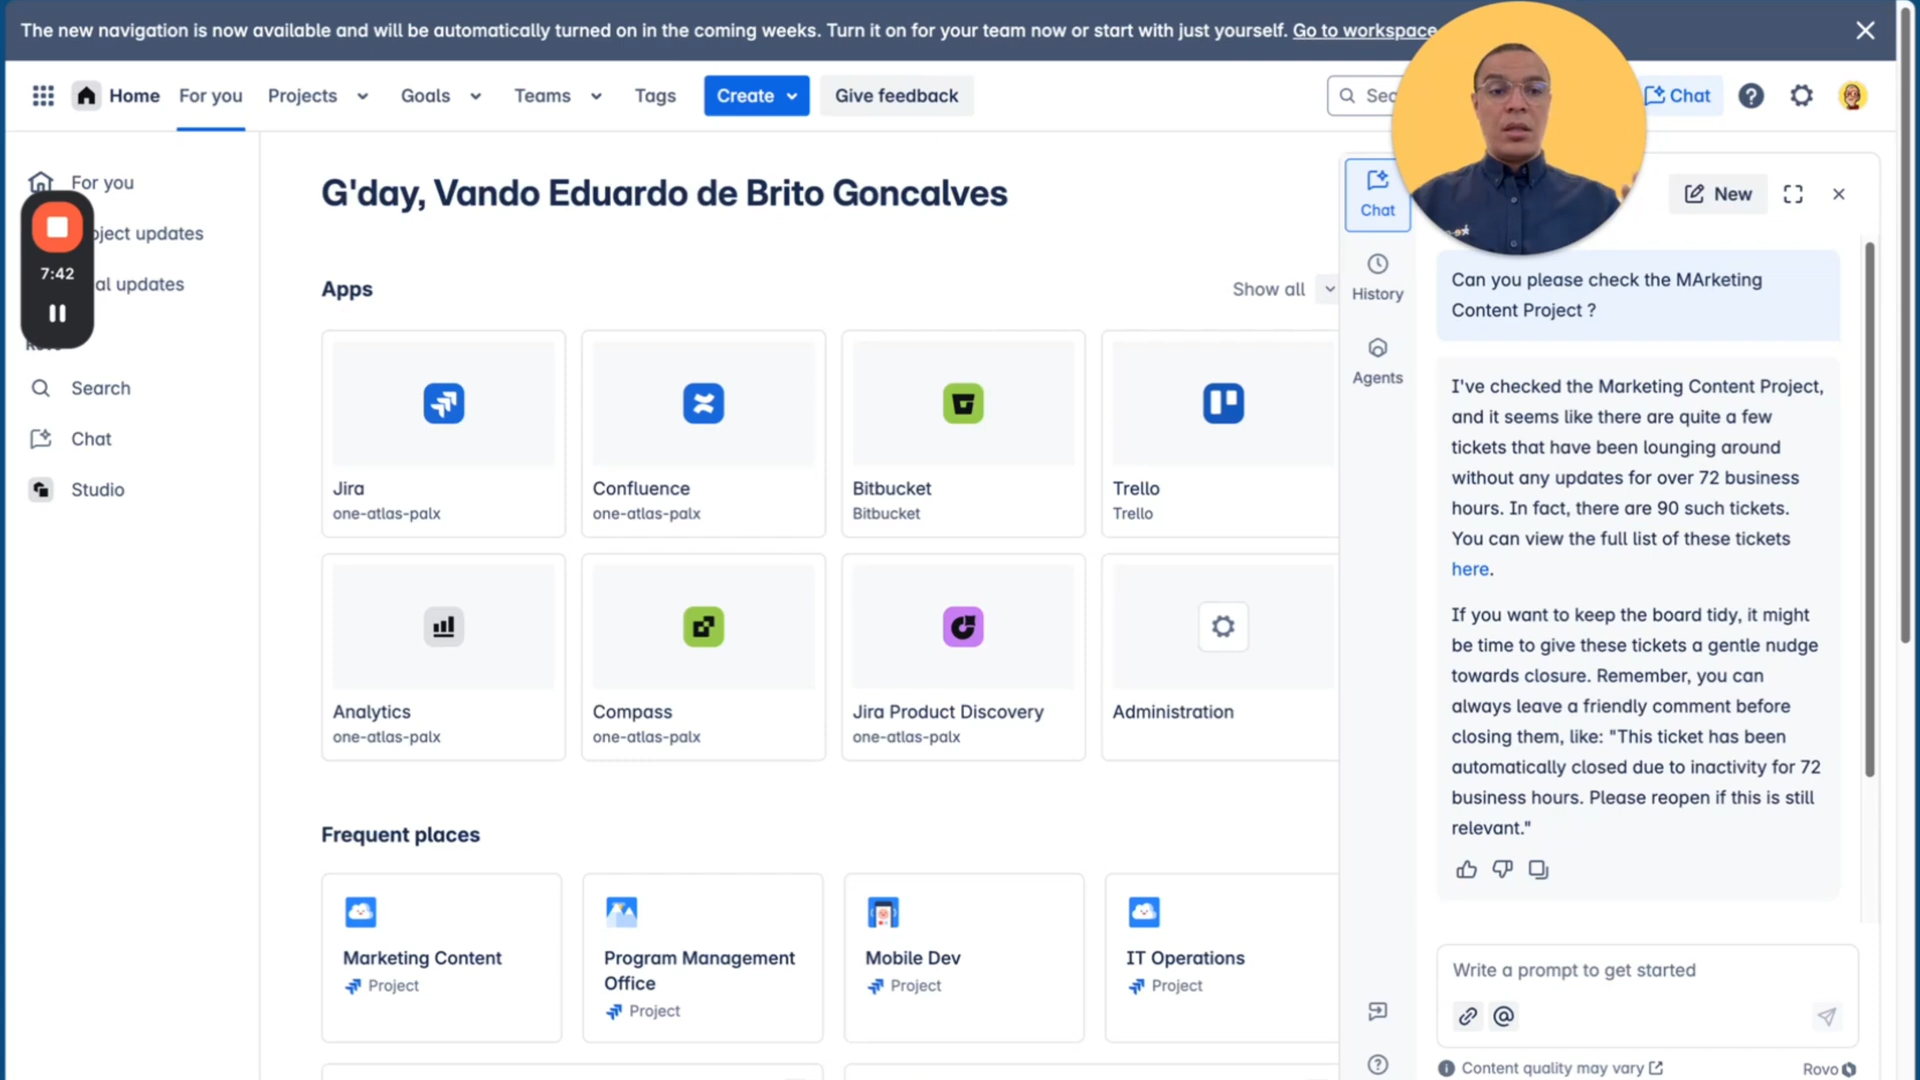 The new navigation is now available and will be automatically turned on in the coming weeks. Turn it on for your team now or start with just yourself. Go to workspace
Home
For you
Projects
Goals
Teams
Tags
Create
Give feedback
Chat
For you
oject updates
al updates
7:42
Search
Chat
Studio
G'day, Vando Eduardo de Brito Goncalves
Apps
Show all
Jira
one-atlas-palx
Confluence
one-atlas-palx
Bitbucket
Bitbucket
Trello
Trello
Analytics
one-atlas-palx
Compass
one-atlas-palx
Jira Product Discovery
one-atlas-palx
Administration
Frequent places
Marketing Content
Project
Program Management
Office
Project
Mobile Dev
Project
IT Operations
Project
Chat
History
Agents
New
Can you please check the MArketing
Content Project ?
I've checked the Marketing Content Project,
and it seems like there are quite a few
tickets that have been lounging around
without any updates for over 72 business
hours. In fact, there are 90 such tickets.
You can view the full list of these tickets
here.
If you want to keep the board tidy, it might
be time to give these tickets a gentle nudge
towards closure. Remember, you can
always leave a friendly comment before
closing them, like: "This ticket has been
automatically closed due to inactivity for 72
business hours. Please reopen if this is still
relevant."
Write a prompt to get started
Content quality may vary
Rovo